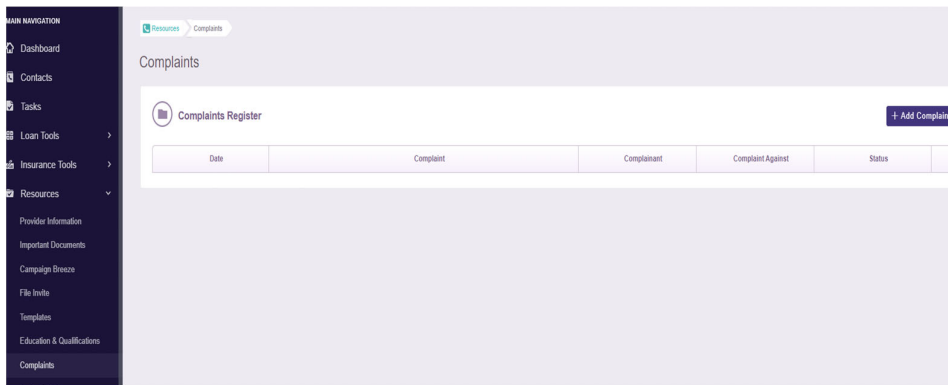 MAIN NAVIGATION
Dashboard
Contacts
Tasks
Loan Tools
Insurance Tools
Resources
Provider Information
Important Documents
Campaign Breeze
File Invite
Templates
Education & Qualifications
Complaints
Resources Complaints
Complaints
Complaints Register
+ Add Complain
Date Complaint Complainant Complaint Against Status